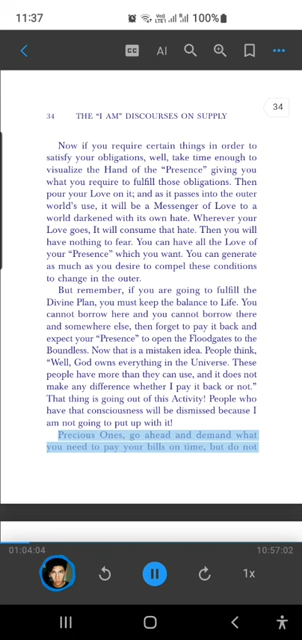 11:37
Vo)) LTE1
100%
CC
AI
34
34 THE “I AM” DISCOURSES ON SUPPLY
Now if you require certain things in order to
satisfy your obligations, well, take time enough to
visualize the Hand of the “Presence” giving you
what you require to fulfill those obligations. Then
pour your Love on it; and as it passes into the outer
world’s use, it will be a Messenger of Love to a
world darkened with its own hate. Wherever your
Love goes, It will consume that hate. Then you will
have nothing to fear. You can have all the Love of
your “Presence” which you want. You can generate
as much as you desire to compel these conditions
to change in the outer.
But remember, if you are going to fulfill the
Divine Plan, you must keep the balance to Life. You
cannot borrow here and you cannot borrow there
and somewhere else, then forget to pay it back and
expect your “Presence” to open the Floodgates to the
Boundless. Now that is a mistaken idea. People think,
“Well, God owns everything in the Universe. These
people have more than they can use, and it does not
make any difference whether I pay it back or not.”
That thing is going out of this Activity! People who
have that consciousness will be dismissed because I
am not going to put up with it!
Precious Ones, go ahead and demand what
you need to pay your bills on time, but do not
01:04:04
10:57:02
1x